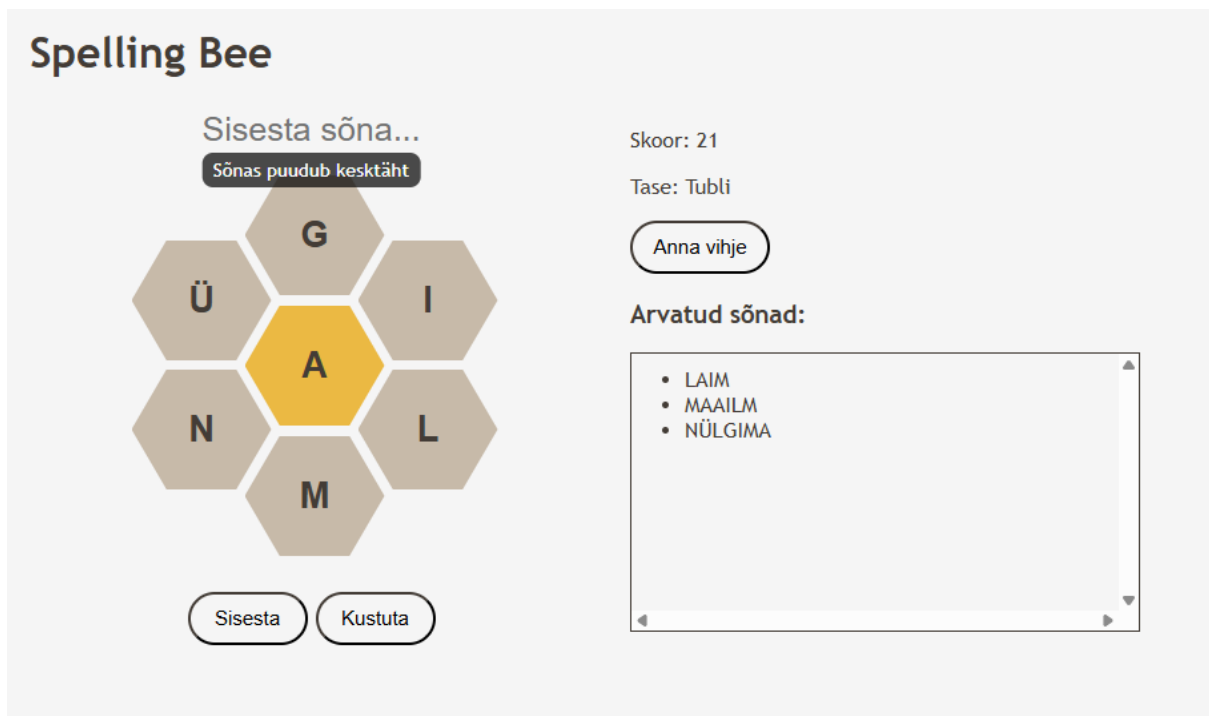 Spelling Bee
Sisesta sõna...
Sõnas puudub kesktäht
G
Ü
I
A
N
L
M
Sisesta
Kustuta
Skoor: 21
Tase: Tubli
Anna vihje
Arvatud sõnad:
LAIM
MAAILM
NÜLGIMA